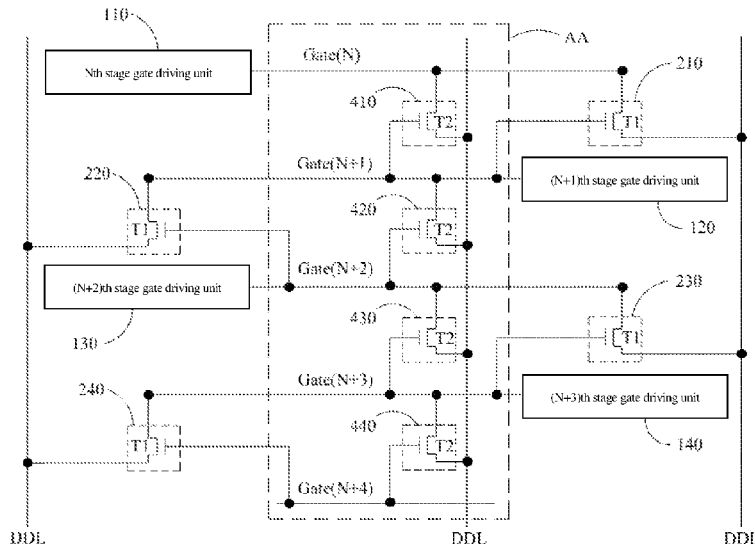 110
Gate(N)
AA
Nth stage gate driving unit
210
410
T2
T1
Gate(N+1)
220
(N+1)th stage gate driving unit
420
T1
T2
120
Gate(N+2)
(N+2)th stage gate driving unit
230
430
130
T2
T1
Gate(N+3)
240
(N+3)th stage gate driving unit
440
T1
T2
140
Gate(N+4)
DDL
DDL
DDL